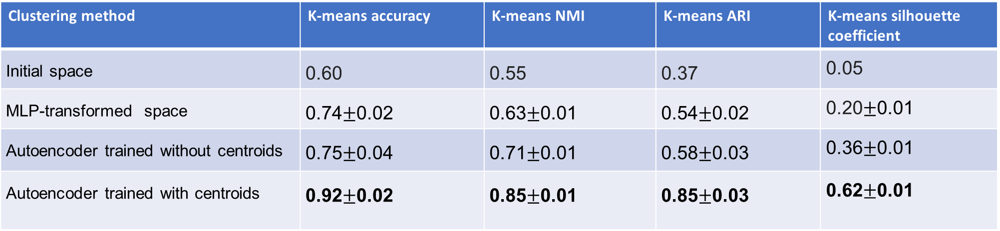 Clustering method K-means accuracy K-means NMI K-means ARI K-means silhouette
coefficient
Initial space 0.60 0.55 0.37 0.05
MLP-transformed space 0.74±0.02 0.63±0.01 0.54±0.02 0.20±0.01
Autoencoder trained without centroids 0.75±0.04 0.71±0.01 0.58±0.03 0.36±0.01
Autoencoder trained with centroids 0.92±0.02 0.85±0.01 0.85±0.03 0.62±0.01